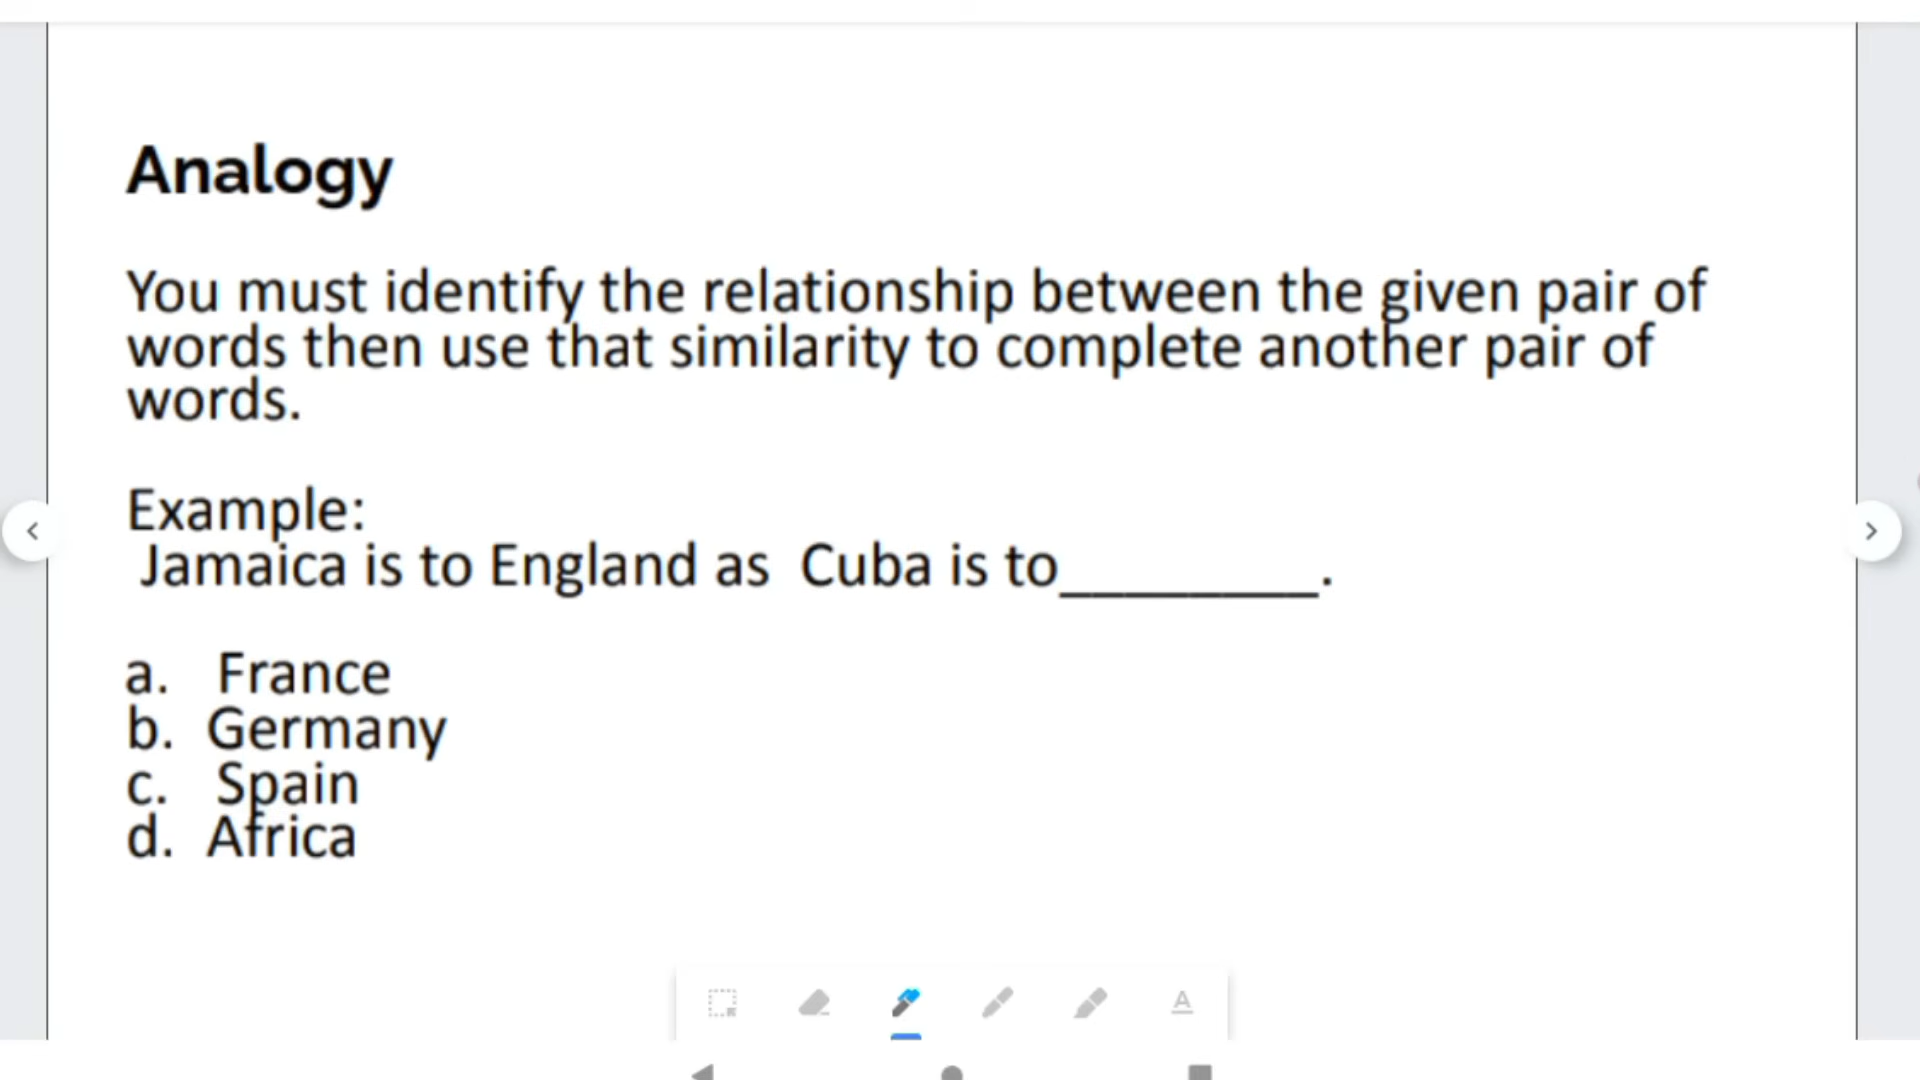 Analogy
You must identify the relationship between the given pair of
words then use that similarity to complete another pair of
words.
Example:
Jamaica is to England as Cuba is to________.
a. France
b. Germany
c. Spain
d. Africa
A